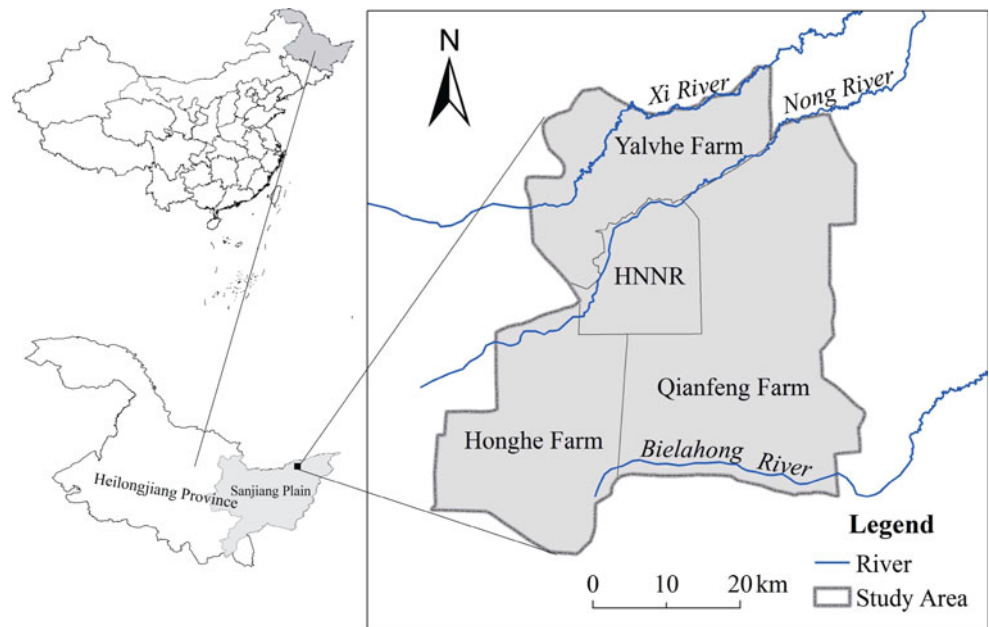 N
Xi River
Nong River
Yalvhe Farm
HNNR
Qianfeng Farm
Honghe Farm
Bielahong River
Heilongjiang Province
Sanjiang Plain
Legend
River
Study Area
0 10 20 km